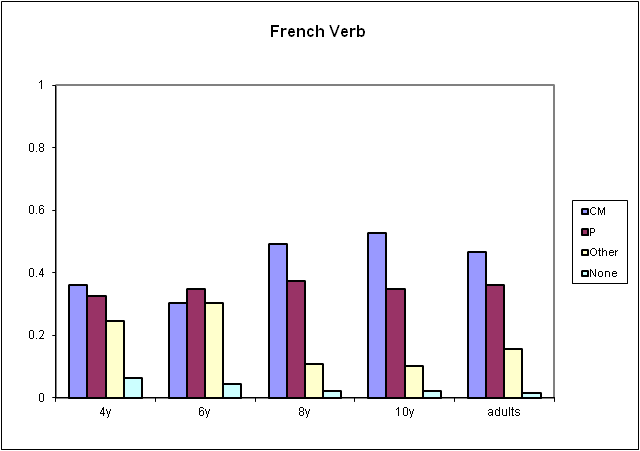 French Verb
1
0.8
0.6
0.4
0.2
0
4y
6y
8y
10y
adults
CM
P
Other
None